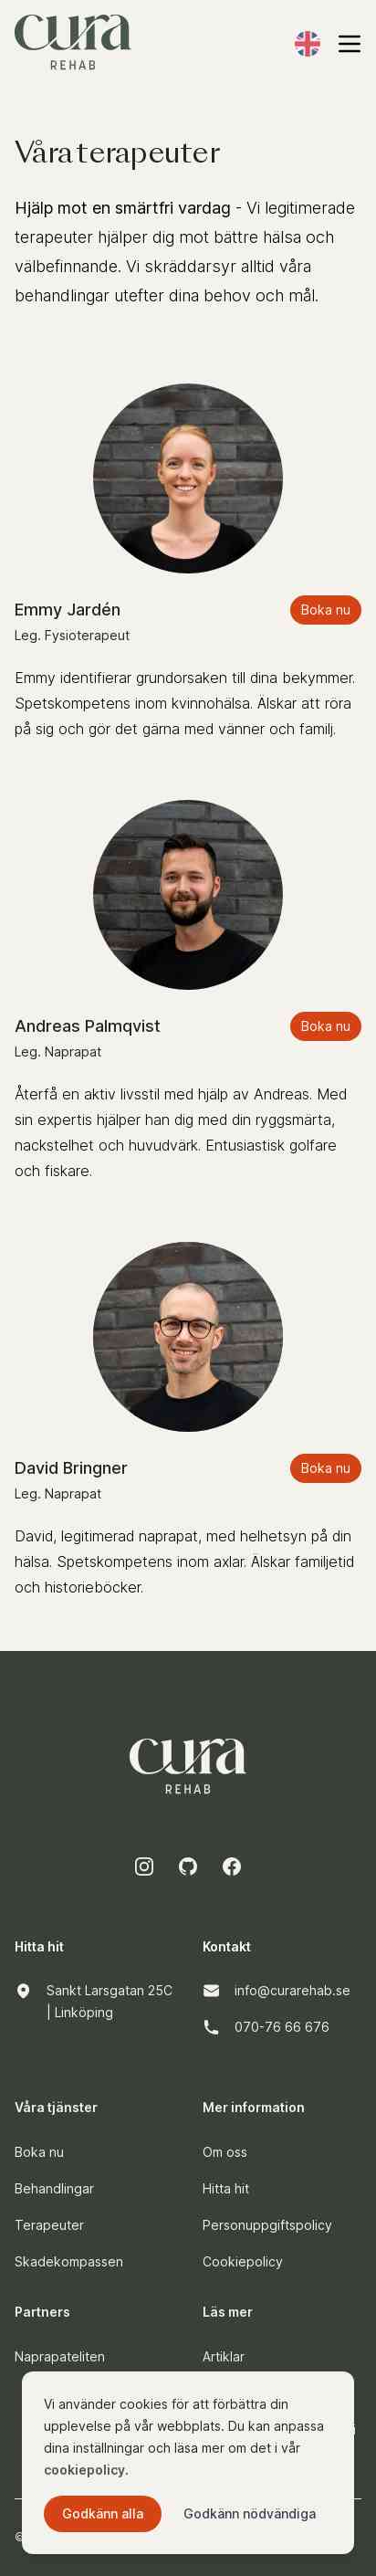 cura
REHAB
Våra terapeuter
Hjälp mot en smärtfri vardag - Vi legitimerade
terapeuter hjälper dig mot bättre hälsa och
välbefinnande. Vi skräddarsyr alltid våra
behandlingar utefter dina behov och mål.
Emmy Jardén
Boka nu
Leg. Fysioterapeut
Emmy identifierar grundorsaken till dina bekymmer.
Spetskompetens inom kvinnohälsa. Älskar att röra
på sig och gör det gärna med vänner och familj.
Andreas Palmqvist
Boka nu
Leg. Naprapat
Återfå en aktiv livsstil med hjälp av Andreas. Med
sin expertis hjälper han dig med din ryggsmärta,
nackstelhet och huvudvärk. Entusiastisk golfare
och fiskare.
David Bringner
Boka nu
Leg. Naprapat
David, legitimerad naprapat, med helhetsyn på din
hälsa. Spetskompetens inom axlar. Älskar familjetid
och historieböcker.
cura
REHAB
Hitta hit
Sankt Larsgatan 25C
| Linköping
Kontakt
info@curarehab.se
070-76 66 676
Våra tjänster
Boka nu
Behandlingar
Terapeuter
Skadekompassen
Mer information
Om oss
Hitta hit
Personuppgiftspolicy
Cookiepolicy
Partners
Naprapateliten
Läs mer
Artiklar
Vi använder cookies för att förbättra din
upplevelse på vår webbplats. Du kan anpassa
dina inställningar och läsa mer om det i vår
cookiepolicy.
Godkänn alla
Godkänn nödvändiga
©